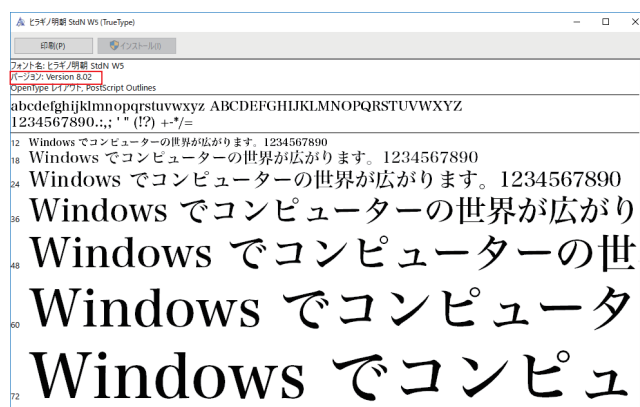 ヒラギノ明朝 StdN W5 (TrueType)
印刷(P)
インストール(I)
フォント名: ヒラギノ明朝 StdN W5
バージョン: Version 8.02
OpenType レイアウト, PostScript Outlines
abcdefghijklmnopqrstuvwxyz ABCDEFGHIJKLMNOPQRSTUVWXYZ
1234567890.:,; ' " (!?) +-*/=
12 Windows でコンピューターの世界が広がります。1234567890
18 Windows でコンピューターの世界が広がります。1234567890
24 Windows でコンピューターの世界が広がります。1234567890
36 Windows でコンピューターの世界が広がり
48 Windows でコンピューターの世
60 Windows でコンピュータ
72 Windows でコンピュ